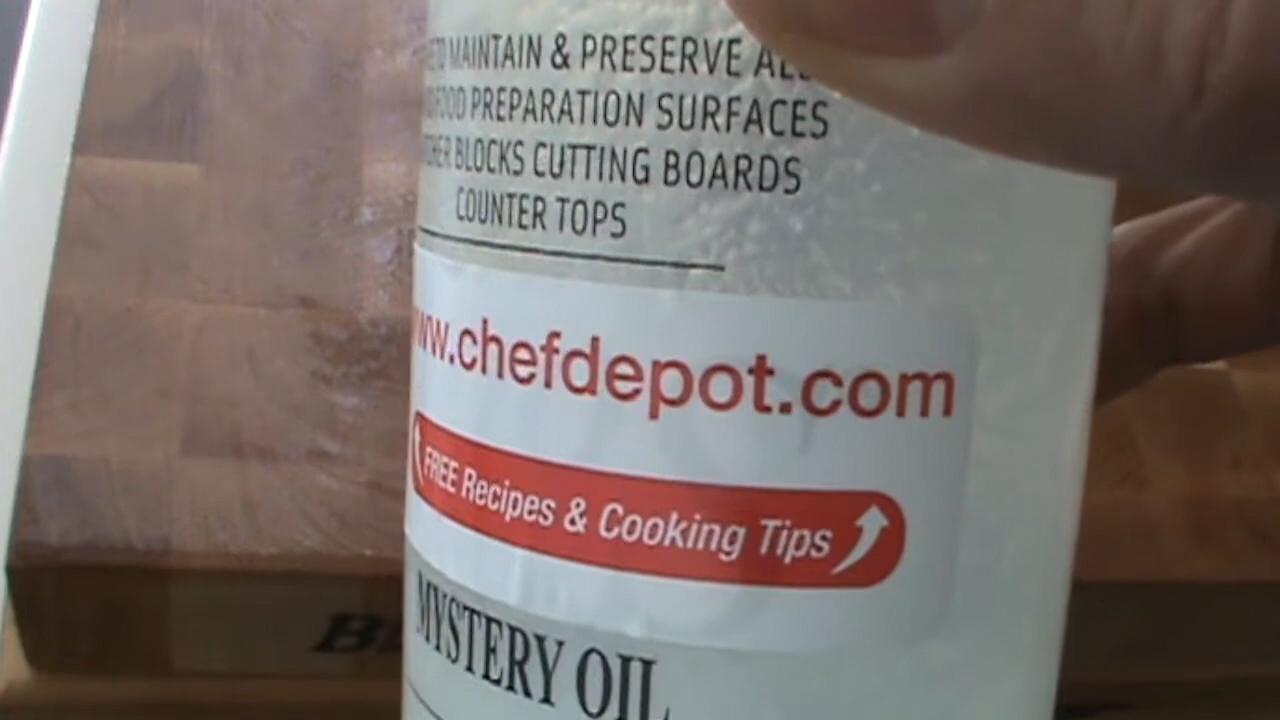 MAINTAIN & PRESERVE ALL
FOOD PREPARATION SURFACES
BLOCKS CUTTING BOARDS
COUNTER TOPS
www.chefdepot.com
FREE Recipes & Cooking Tips
MYSTERY OIL